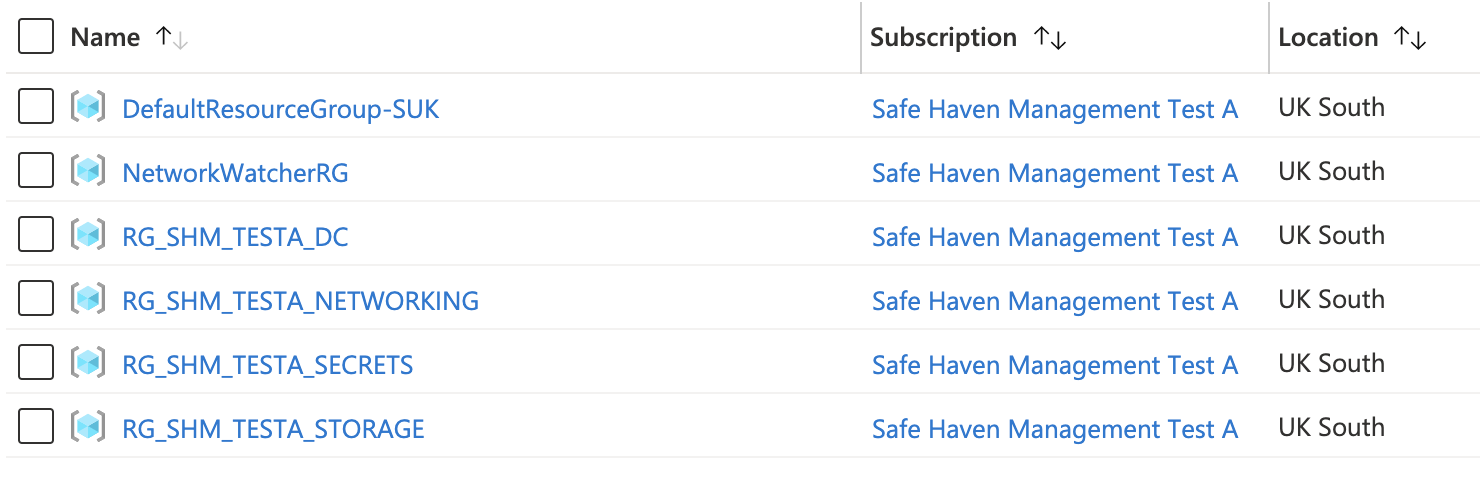 Name Subscription Location
DefaultResourceGroup-SUK Safe Haven Management Test A UK South
NetworkWatcherRG Safe Haven Management Test A UK South
RG_SHM_TESTA_DC Safe Haven Management Test A UK South
RG_SHM_TESTA_NETWORKING Safe Haven Management Test A UK South
RG_SHM_TESTA_SECRETS Safe Haven Management Test A UK South
RG_SHM_TESTA_STORAGE Safe Haven Management Test A UK South